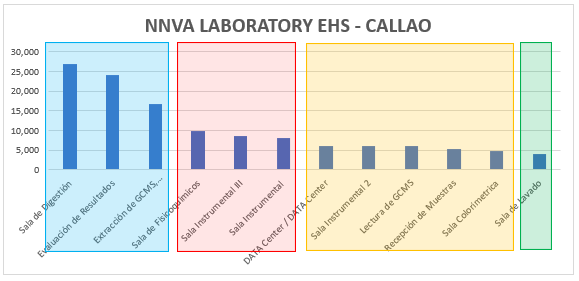 NNVA LABORATORY EHS - CALLAO
30,000
25,000
20,000
15,000
10,000
5,000
0
Sala de Digestión
Evaluación de Resultados
Extracción de GCMS,...
Sala de Fisicoquimicos
Sala Instrumental III
Sala Instrumental
DATA Center / DATA Center
Sala Instrumental 2
Lectura de GCMS
Recepción de Muestras
Sala Colorimetrica
Sala de Lavado